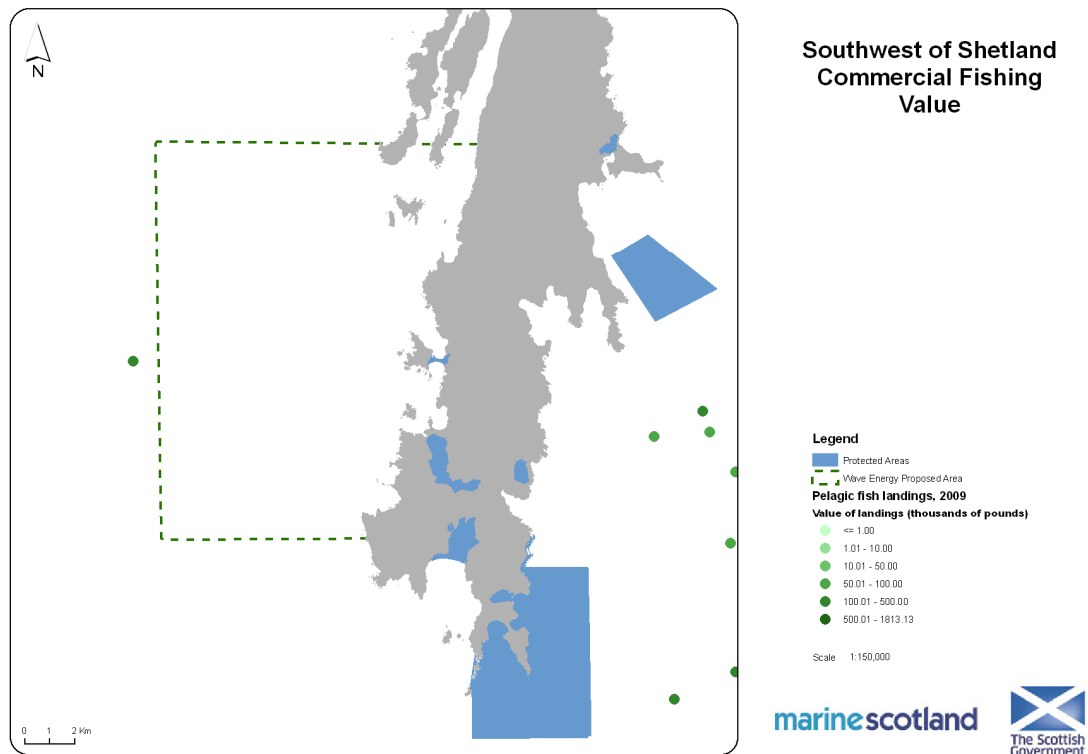 N
0 1 2 Km
Southwest of Shetland
Commercial Fishing
Value
Legend
Protected Areas
Wave Energy Proposed Area
Pelagic fish landings, 2009
Value of landings (thousands of pounds)
<= 1.00
1.01 - 10.00
10.01 - 50.00
50.01 - 100.00
100.01 - 500.00
500.01 - 1813.13
Scale 1:150,000
marinescotland
The Scottish
Government